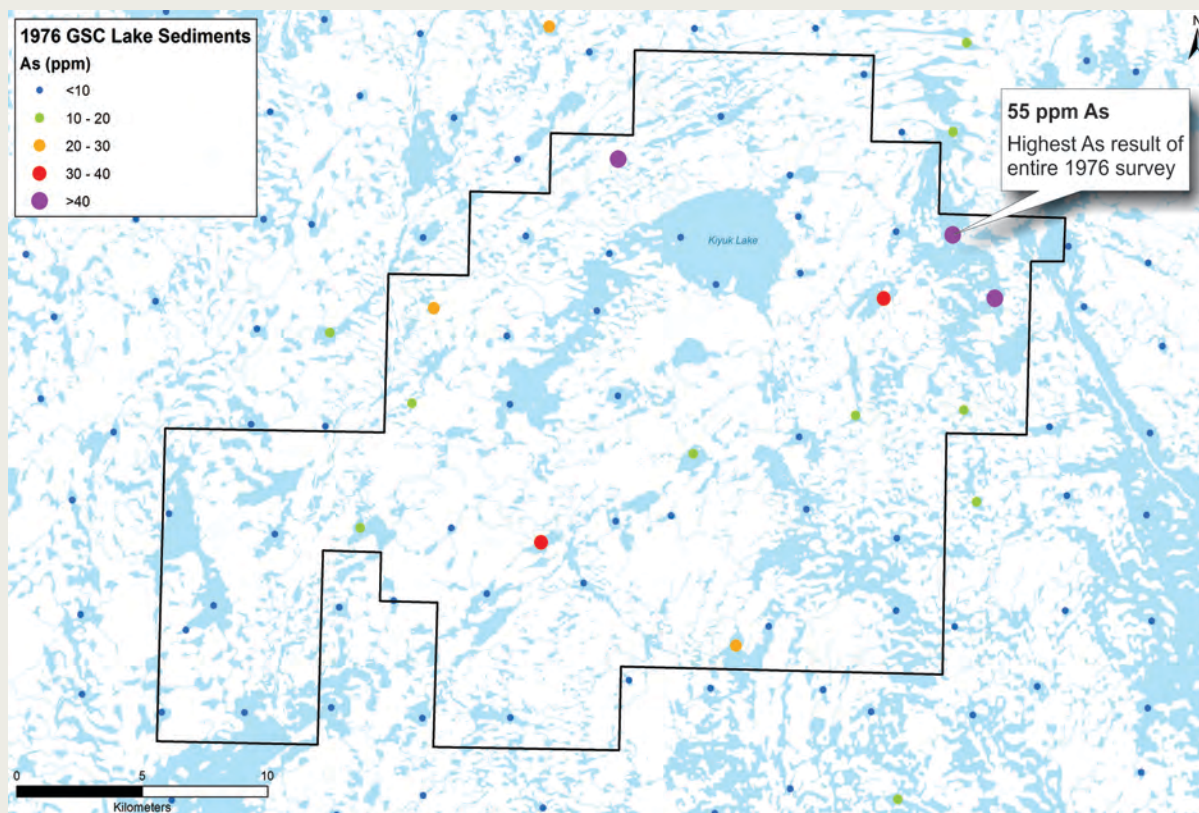 1976 GSC Lake Sediments
As (ppm)
<10
10 - 20
20 - 30
30 - 40
>40
N
55 ppm As
Highest As result of
entire 1976 survey
Kiyuk Lake
0 5 10
Kilometers